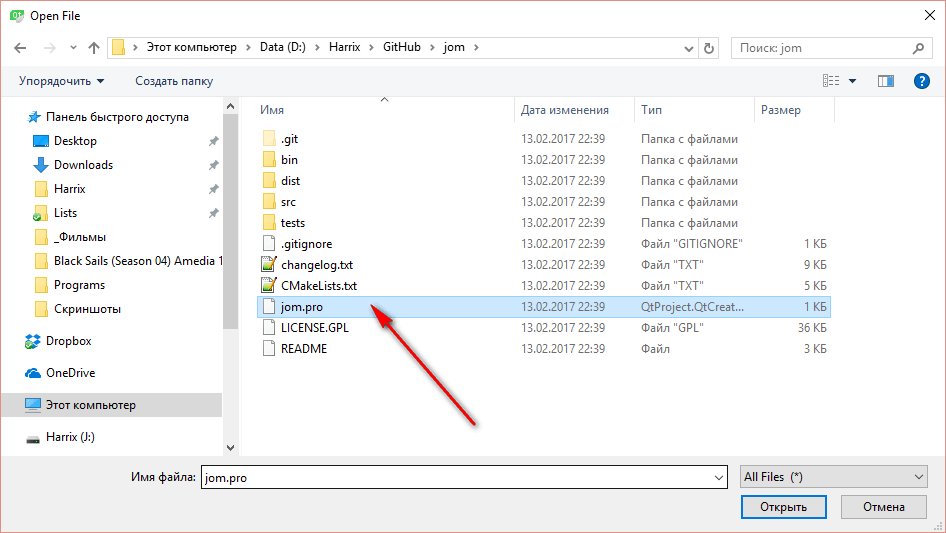 Open File
Этот компьютер › Data (D:) › Harrix › GitHub › jom ›
Поиск: jom
Упорядочить
Создать папку
Панель быстрого доступа
Desktop
Downloads
Harrix
Lists
_Фильмы
Black Sails (Season 04) Amedia 1
Programs
Скриншоты
Dropbox
OneDrive
Этот компьютер
Harrix (J:)
Имя Дата изменения Тип Размер
.git 13.02.2017 22:39 Папка с файлами
bin 13.02.2017 22:39 Папка с файлами
dist 13.02.2017 22:39 Папка с файлами
src 13.02.2017 22:39 Папка с файлами
tests 13.02.2017 22:39 Папка с файлами
.gitignore 13.02.2017 22:39 Файл "GITIGNORE" 1 КБ
changelog.txt 13.02.2017 22:39 Файл "TXT" 9 КБ
CMakeLists.txt 13.02.2017 22:39 Файл "TXT" 5 КБ
jom.pro 13.02.2017 22:39 QtProject.QtCreat... 1 КБ
LICENSE.GPL 13.02.2017 22:39 Файл "GPL" 36 КБ
README 13.02.2017 22:39 Файл 3 КБ
Имя файла: jom.pro
All Files (*)
Открыть
Отмена